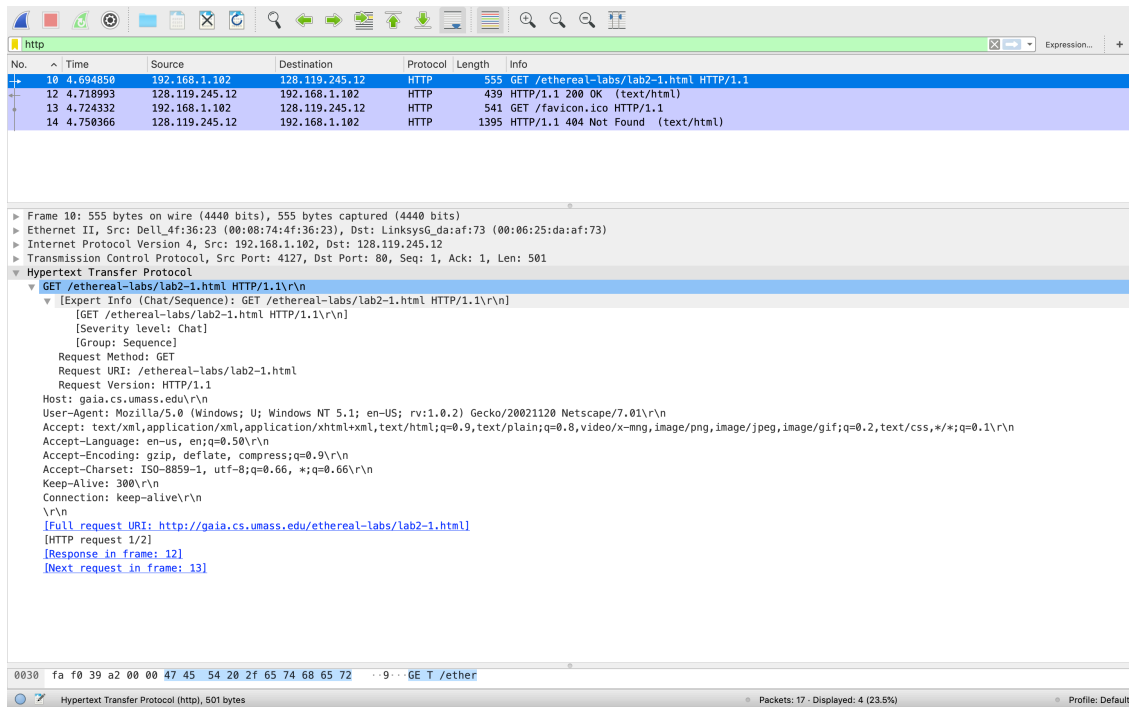 http Expression... +
No. Time Source Destination Protocol Length Info
10 4.694850 192.168.1.102 128.119.245.12 HTTP 555 GET /ethereal-labs/lab2-1.html HTTP/1.1
12 4.718993 128.119.245.12 192.168.1.102 HTTP 439 HTTP/1.1 200 OK (text/html)
13 4.724332 192.168.1.102 128.119.245.12 HTTP 541 GET /favicon.ico HTTP/1.1
14 4.750366 128.119.245.12 192.168.1.102 HTTP 1395 HTTP/1.1 404 Not Found (text/html)
Frame 10: 555 bytes on wire (4440 bits), 555 bytes captured (4440 bits)
Ethernet II, Src: Dell_4f:36:23 (00:08:74:4f:36:23), Dst: LinksysG_da:af:73 (00:06:25:da:af:73)
Internet Protocol Version 4, Src: 192.168.1.102, Dst: 128.119.245.12
Transmission Control Protocol, Src Port: 4127, Dst Port: 80, Seq: 1, Ack: 1, Len: 501
Hypertext Transfer Protocol
GET /ethereal-labs/lab2-1.html HTTP/1.1\r\n
[Expert Info (Chat/Sequence): GET /ethereal-labs/lab2-1.html HTTP/1.1\r\n]
[GET /ethereal-labs/lab2-1.html HTTP/1.1\r\n]
[Severity level: Chat]
[Group: Sequence]
Request Method: GET
Request URI: /ethereal-labs/lab2-1.html
Request Version: HTTP/1.1
Host: gaia.cs.umass.edu\r\n
User-Agent: Mozilla/5.0 (Windows; U; Windows NT 5.1; en-US; rv:1.0.2) Gecko/20021120 Netscape/7.01\r\n
Accept: text/xml,application/xml,application/xhtml+xml,text/html;q=0.9,text/plain;q=0.8,video/x-mng,image/png,image/jpeg,image/gif;q=0.2,text/css,*/*;q=0.1\r\n
Accept-Language: en-us, en;q=0.50\r\n
Accept-Encoding: gzip, deflate, compress;q=0.9\r\n
Accept-Charset: ISO-8859-1, utf-8;q=0.66, *;q=0.66\r\n
Keep-Alive: 300\r\n
Connection: keep-alive\r\n
\r\n
[Full request URI: http://gaia.cs.umass.edu/ethereal-labs/lab2-1.html]
[HTTP request 1/2]
[Response in frame: 12]
[Next request in frame: 13]
0030 fa f0 39 a2 00 00 47 45 54 20 2f 65 74 68 65 72 ··9···GE T /ether
Hypertext Transfer Protocol (http), 501 bytes Packets: 17 · Displayed: 4 (23.5%) Profile: Default